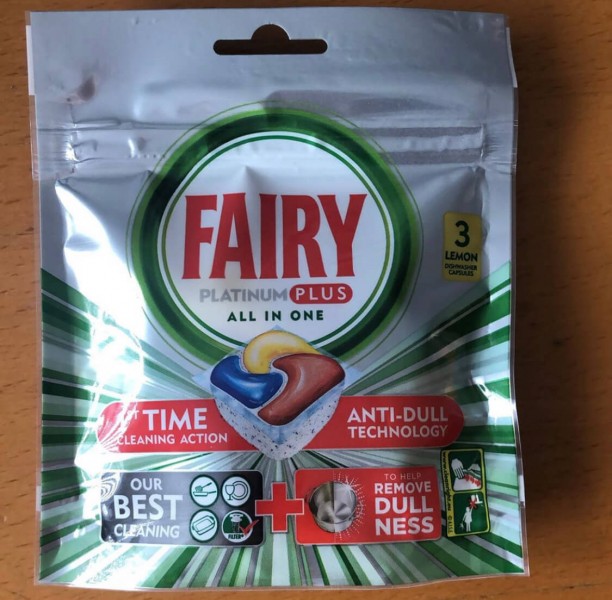 FAIRY
PLATINUM PLUS
ALL IN ONE
3
LEMON
DISHWASHER
CAPSULES
TIME
CLEANING ACTION
ANTI-DULL
TECHNOLOGY
OUR
BEST
CLEANING
FILTER
+
TO HELP
REMOVE
DULL
NESS